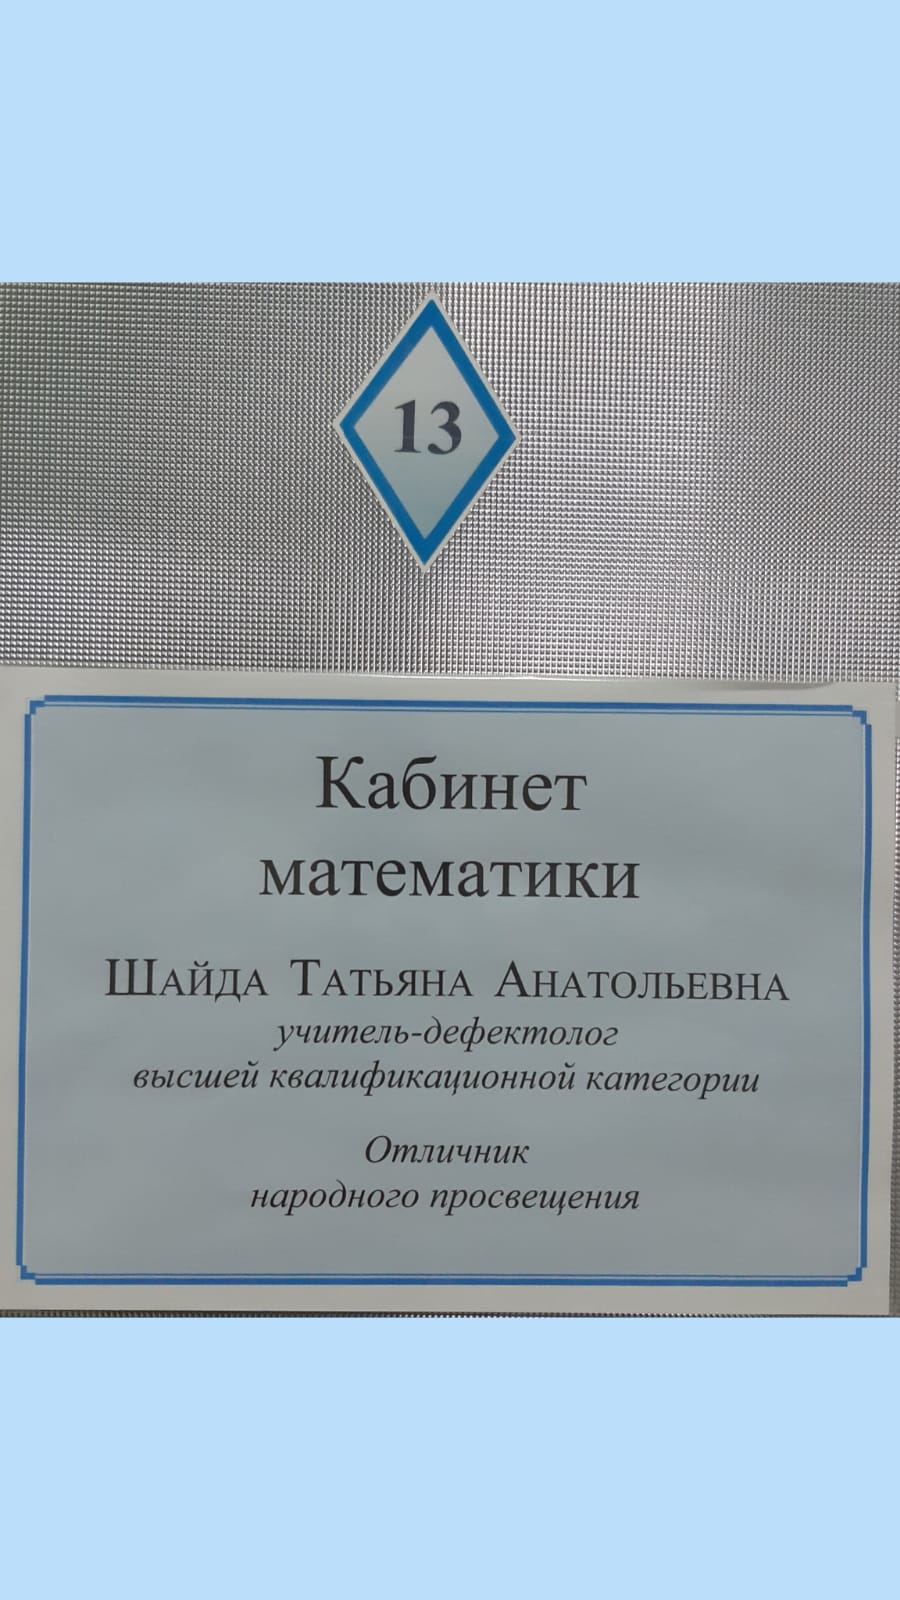 13
Кабинет
математики
Шайда Татьяна Анатольевна
учитель-дефектолог
высшей квалификационной категории
Отличник
народного просвещения